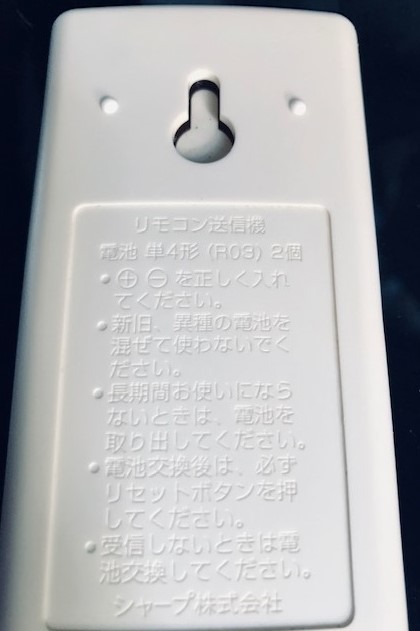 リモコン送信機
電池 単4形 (R03) 2個
•⊕ ⊖ を正しく入れ
てください。
•新旧、異種の電池を
混ぜて使わないでく
ださい。
•長期間お使いになら
ないときは、電池を
取り出してください。
•電池交換後は、必ず
リセットボタンを押
してください。
•受信しないときは電
池交換してください。
シャープ株式会社